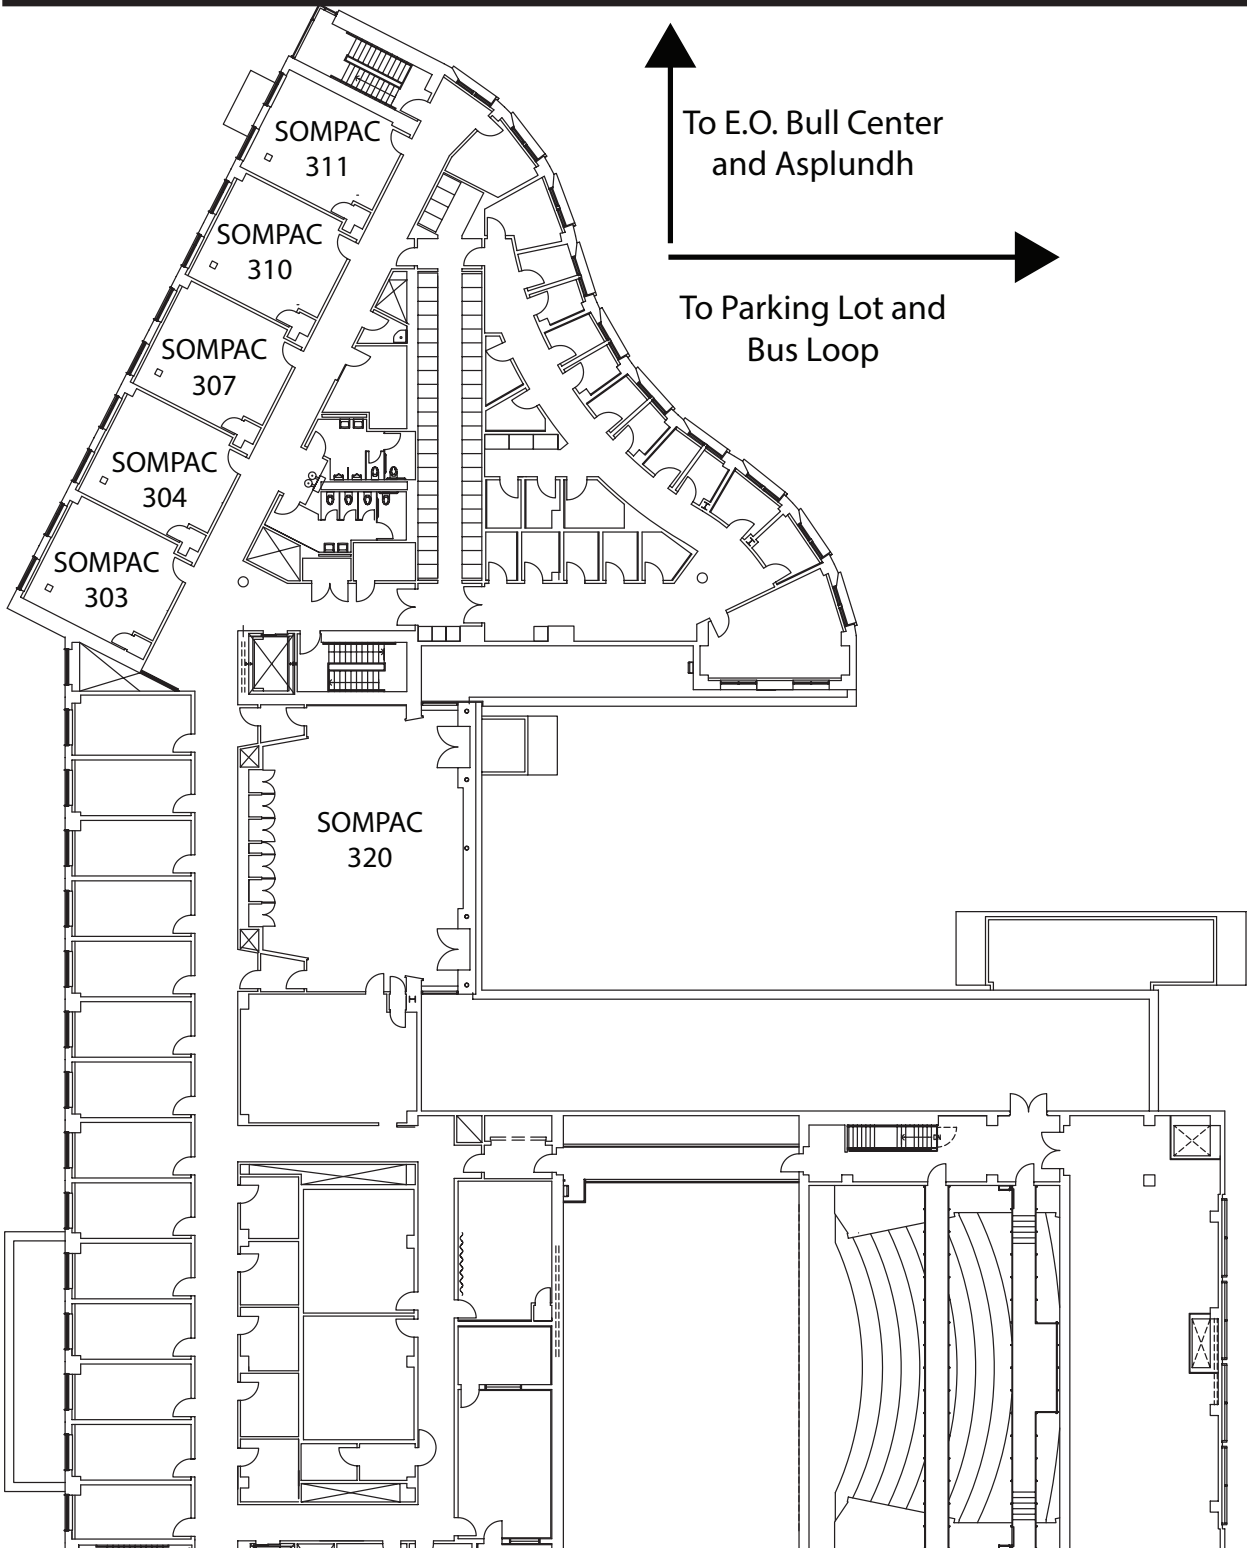 To E.O. Bull Center
and Asplundh
SOMPAC
311
SOMPAC
310
To Parking Lot and
Bus Loop
SOMPAC
307
SOMPAC
304
SOMPAC
303
SOMPAC
320